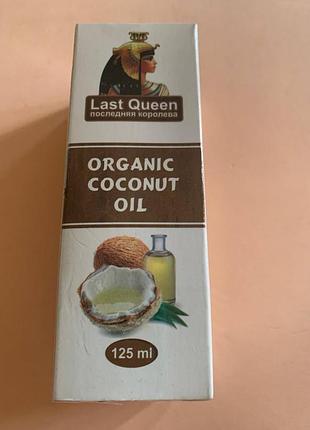 Last Queen
последняя королева
ORGANIC
COCONUT
OIL
125 ml